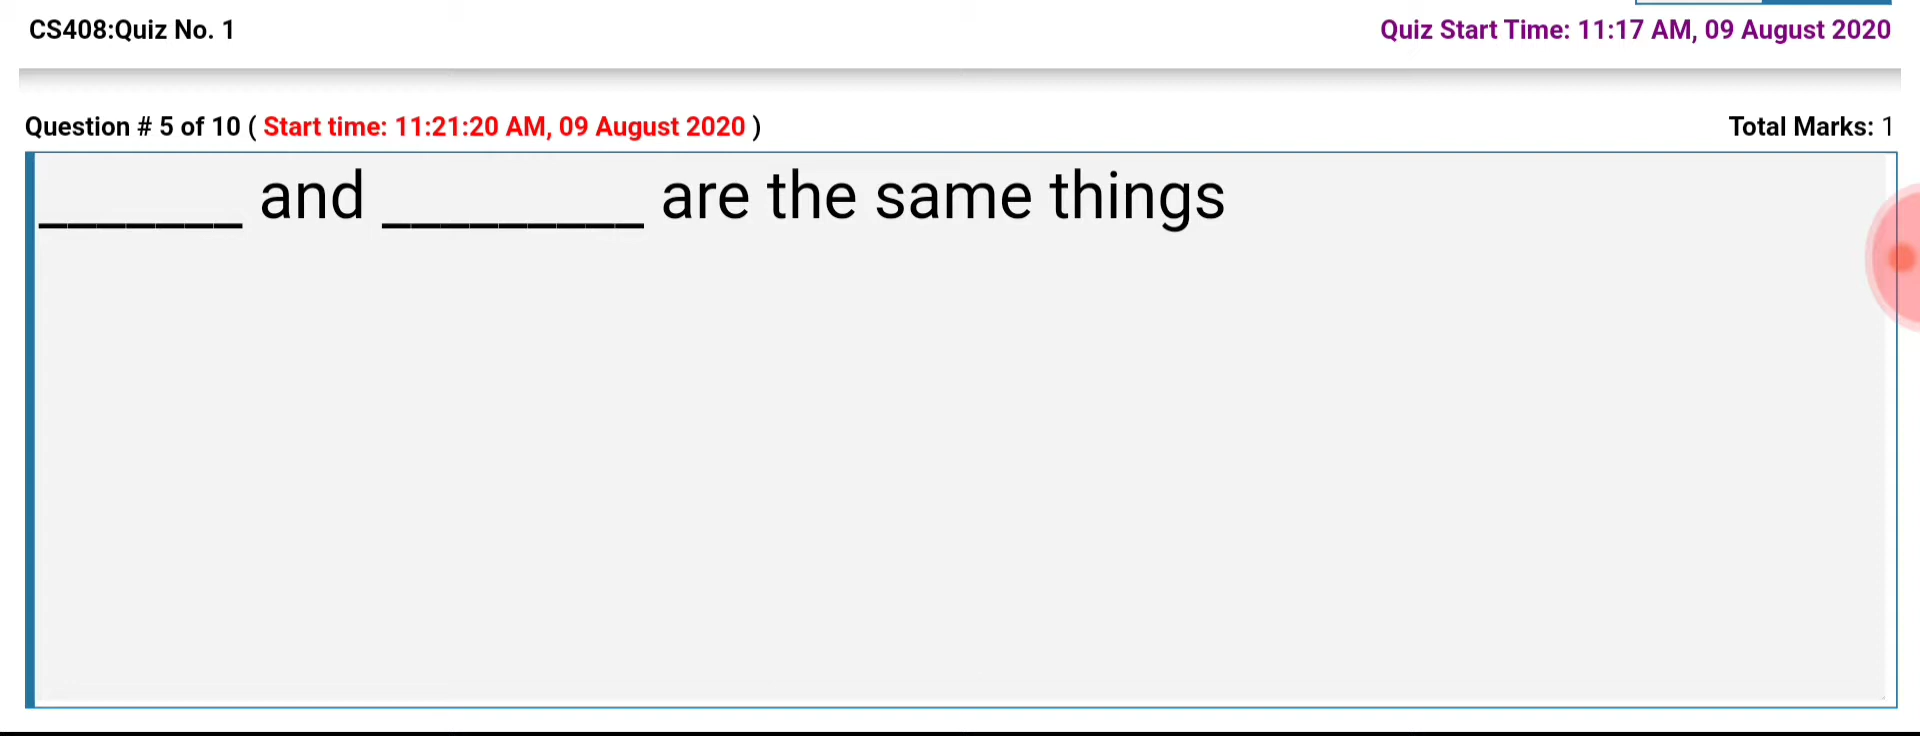 CS408:Quiz No. 1
Quiz Start Time: 11:17 AM, 09 August 2020
Question # 5 of 10 ( Start time: 11:21:20 AM, 09 August 2020 )
Total Marks: 1
_______ and _________ are the same things